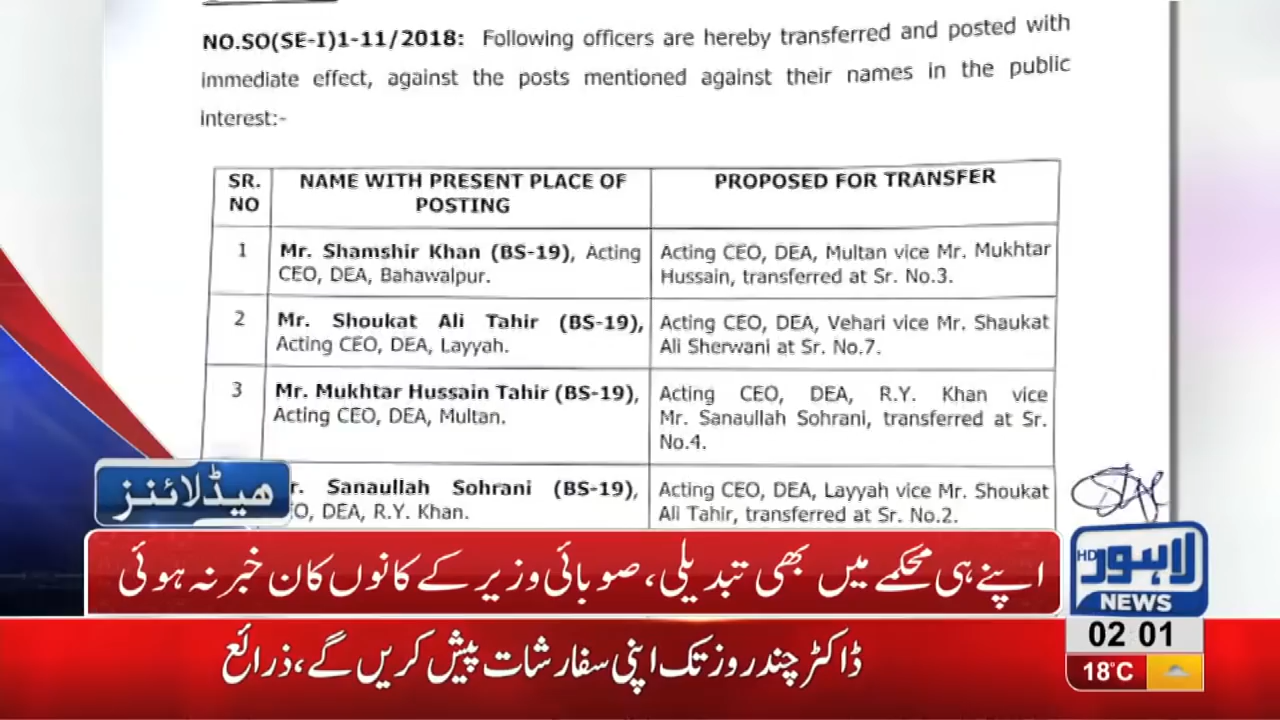 NO.SO(SE-I)1-11/2018: Following officers are hereby transferred and posted with
immediate effect, against the posts mentioned against their names in the public
interest:-
SR. NO
NAME WITH PRESENT PLACE OF POSTING
PROPOSED FOR TRANSFER
1
Mr. Shamshir Khan (BS-19), Acting
CEO, DEA, Bahawalpur.
Acting CEO, DEA, Multan vice Mr. Mukhtar
Hussain, transferred at Sr. No.3.
2
Mr. Shoukat Ali Tahir (BS-19),
Acting CEO, DEA, Layyah.
Acting CEO, DEA, Vehari vice Mr. Shaukat
Ali Sherwani at Sr. No.7.
3
Mr. Mukhtar Hussain Tahir (BS-19),
Acting CEO, DEA, Multan.
Acting CEO, DEA, R.Y. Khan vice
Mr. Sanaullah Sohrani, transferred at Sr.
No.4.
Sanaullah Sohrani (BS-19),
DEA, R.Y. Khan.
Acting CEO, DEA, Layyah vice Mr. Shoukat
Ali Tahir, transferred at Sr. No.2.
ہیڈلائنز
اپنے ہی محکمے میں بھی تبدیلی، صوبائی وزیر کے کانوں کان خبر نہ ہوئی
ڈاکٹر چند روز تک اپنی سفارشات پیش کریں گے، ذرائع
HD لاہور
NEWS
02 01
18°C